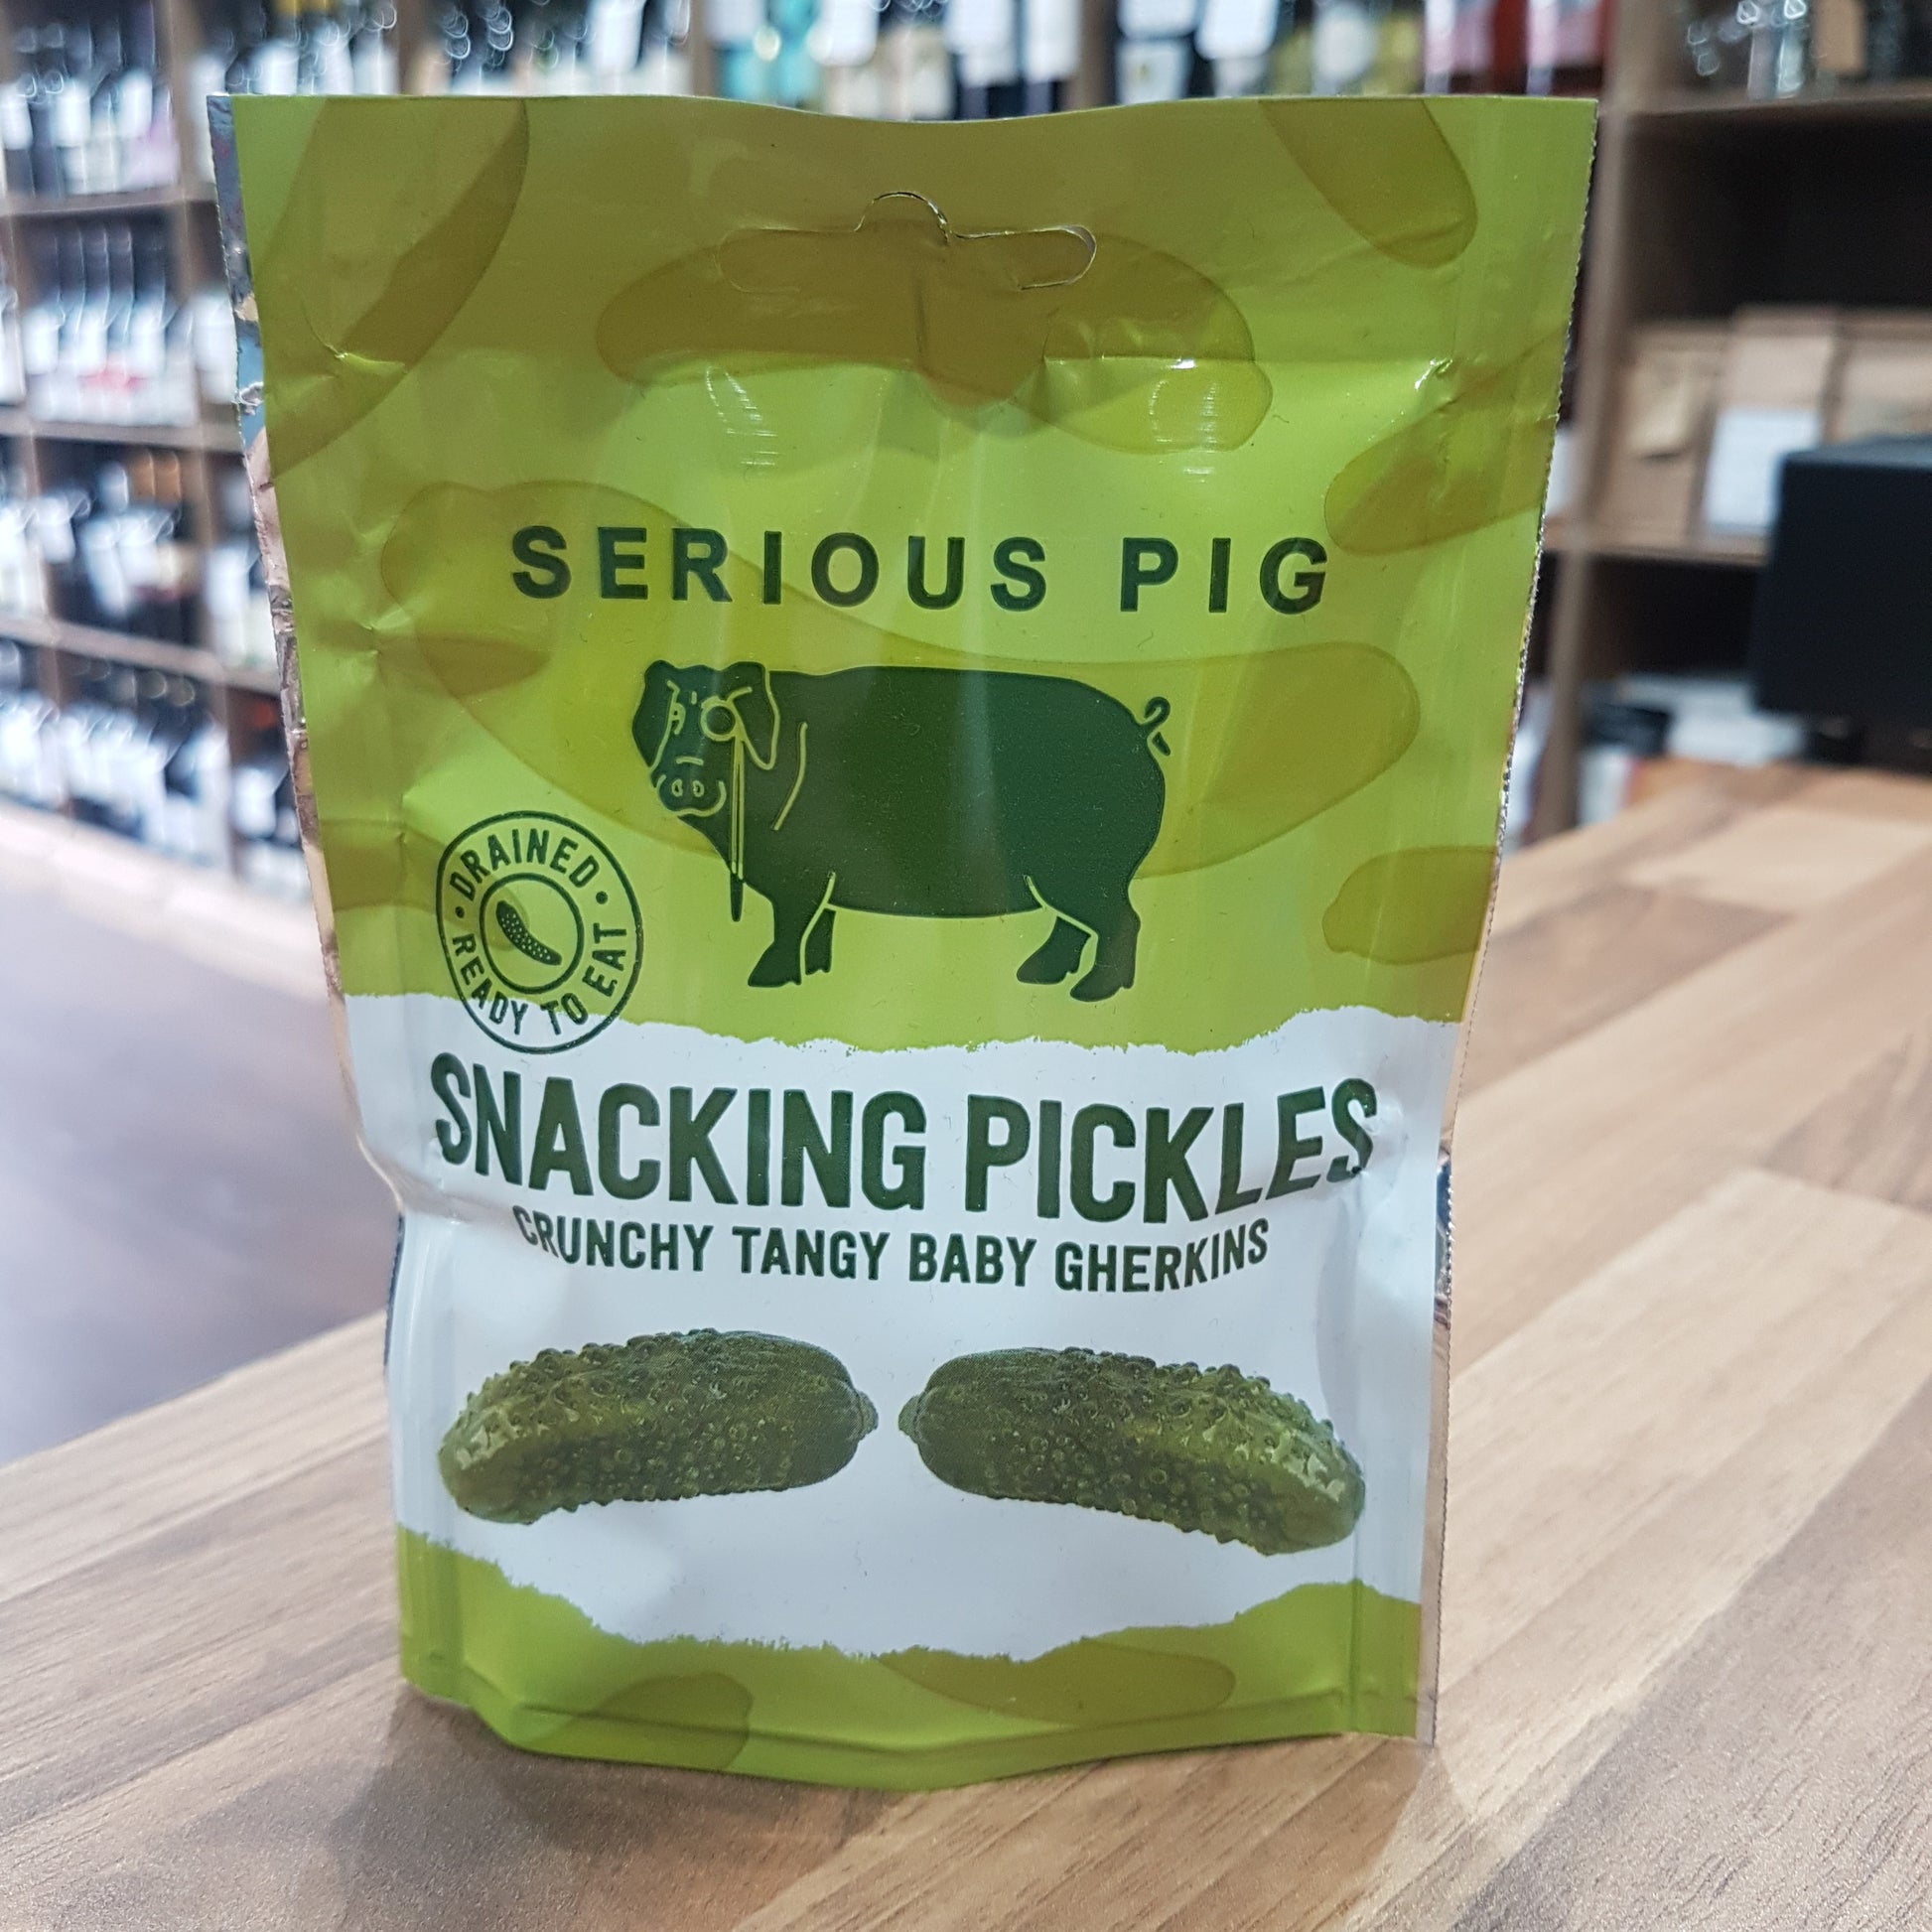 SERIOUS PIG
DRAINED
READY TO EAT
SNACKING PICKLES
CRUNCHY TANGY BABY GHERKINS